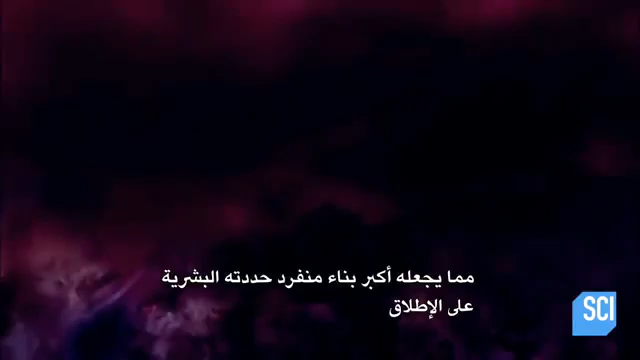 مما يجعله أكبر بناء منفرد حددته البشرية
على الإطلاق
SCI